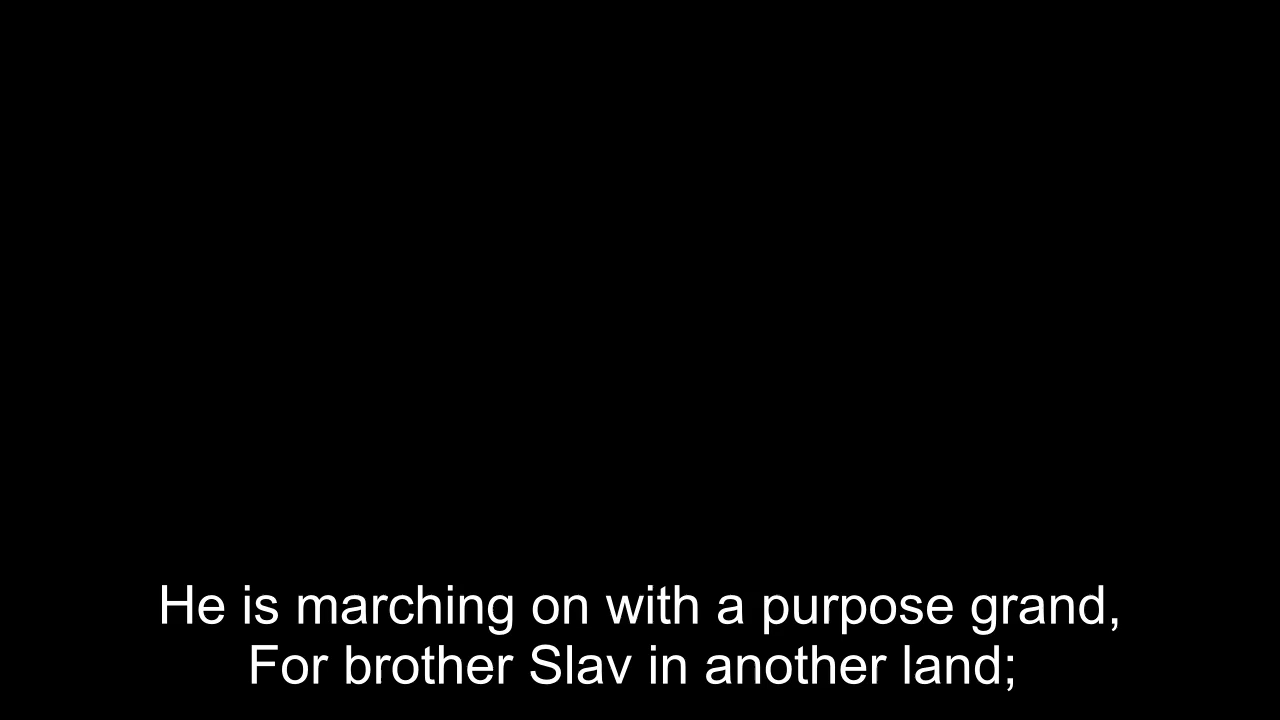 He is marching on with a purpose grand,
For brother Slav in another land;